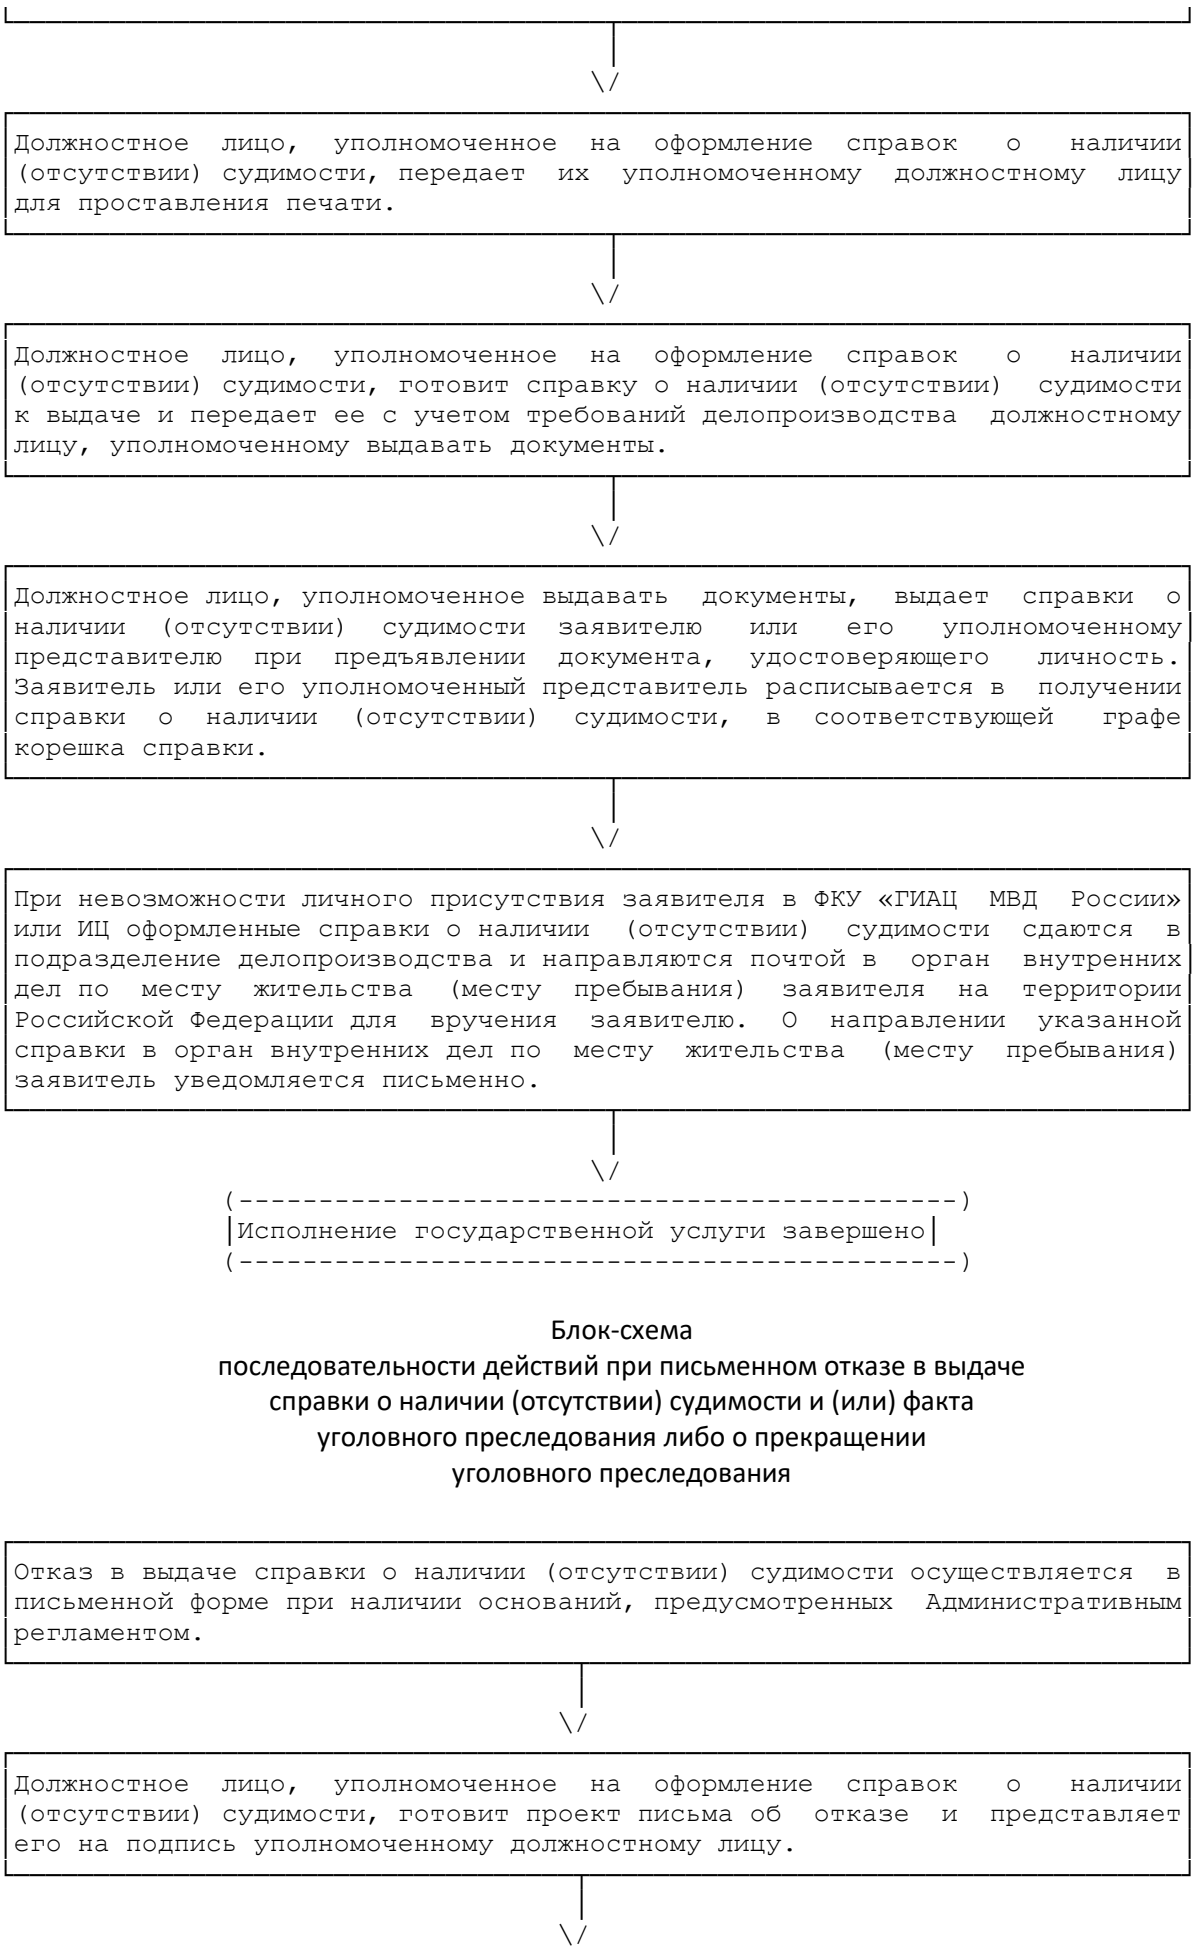 Должностное лицо, уполномоченное на оформление справок о наличии
(отсутствии) судимости, передает их уполномоченному должностному лицу
для проставления печати.
Должностное лицо, уполномоченное на оформление справок о наличии
(отсутствии) судимости, готовит справку о наличии (отсутствии) судимости
к выдаче и передает ее с учетом требований делопроизводства должностному
лицу, уполномоченному выдавать документы.
Должностное лицо, уполномоченное выдавать документы, выдает справки о
наличии (отсутствии) судимости заявителю или его уполномоченному
представителю при предъявлении документа, удостоверяющего личность.
Заявитель или его уполномоченный представитель расписывается в получении
справки о наличии (отсутствии) судимости, в соответствующей графе
корешка справки.
При невозможности личного присутствия заявителя в ФКУ «ГИАЦ МВД России»
или ИЦ оформленные справки о наличии (отсутствии) судимости сдаются в
подразделение делопроизводства и направляются почтой в орган внутренних
дел по месту жительства (месту пребывания) заявителя на территории
Российской Федерации для вручения заявителю. О направлении указанной
справки в орган внутренних дел по месту жительства (месту пребывания)
заявитель уведомляется письменно.
Исполнение государственной услуги завершено
Блок-схема
последовательности действий при письменном отказе в выдаче
справки о наличии (отсутствии) судимости и (или) факта
уголовного преследования либо о прекращении
уголовного преследования
Отказ в выдаче справки о наличии (отсутствии) судимости осуществляется в
письменной форме при наличии оснований, предусмотренных Административным
регламентом.
Должностное лицо, уполномоченное на оформление справок о наличии
(отсутствии) судимости, готовит проект письма об отказе и представляет
его на подпись уполномоченному должностному лицу.